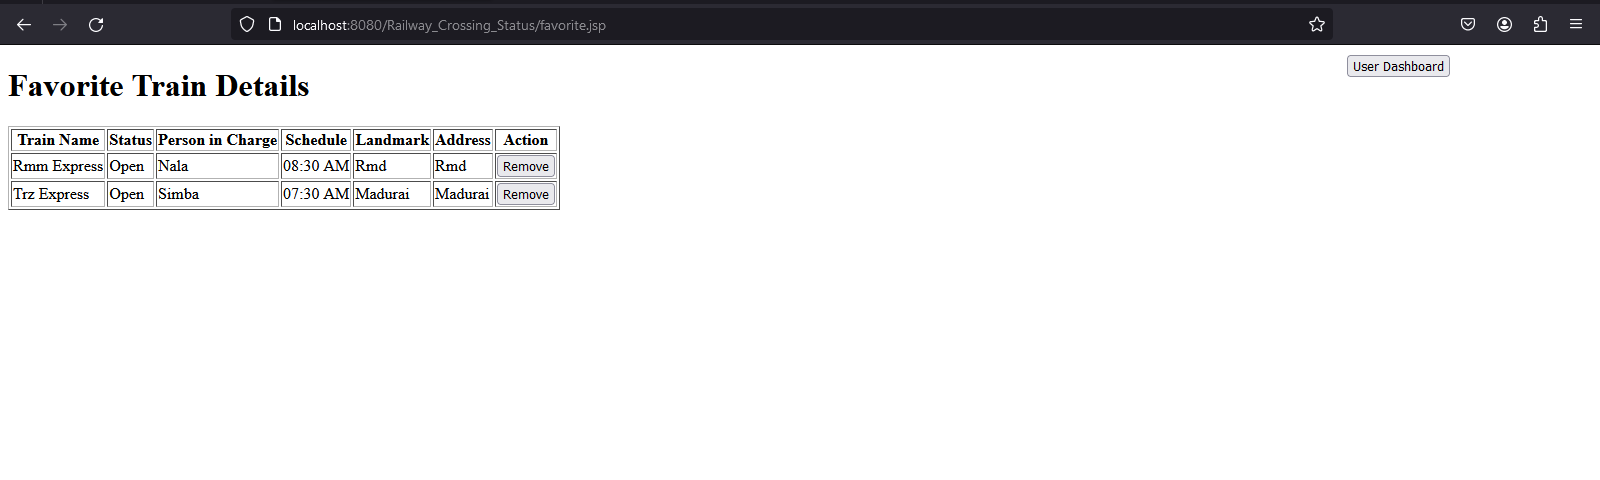 localhost:8080/Railway_Crossing_Status/favorite.jsp
User Dashboard
Favorite Train Details
Train Name Status Person in Charge Schedule Landmark Address Action
Rmm Express Open Nala 08:30 AM Rmd Rmd Remove
Trz Express Open Simba 07:30 AM Madurai Madurai Remove